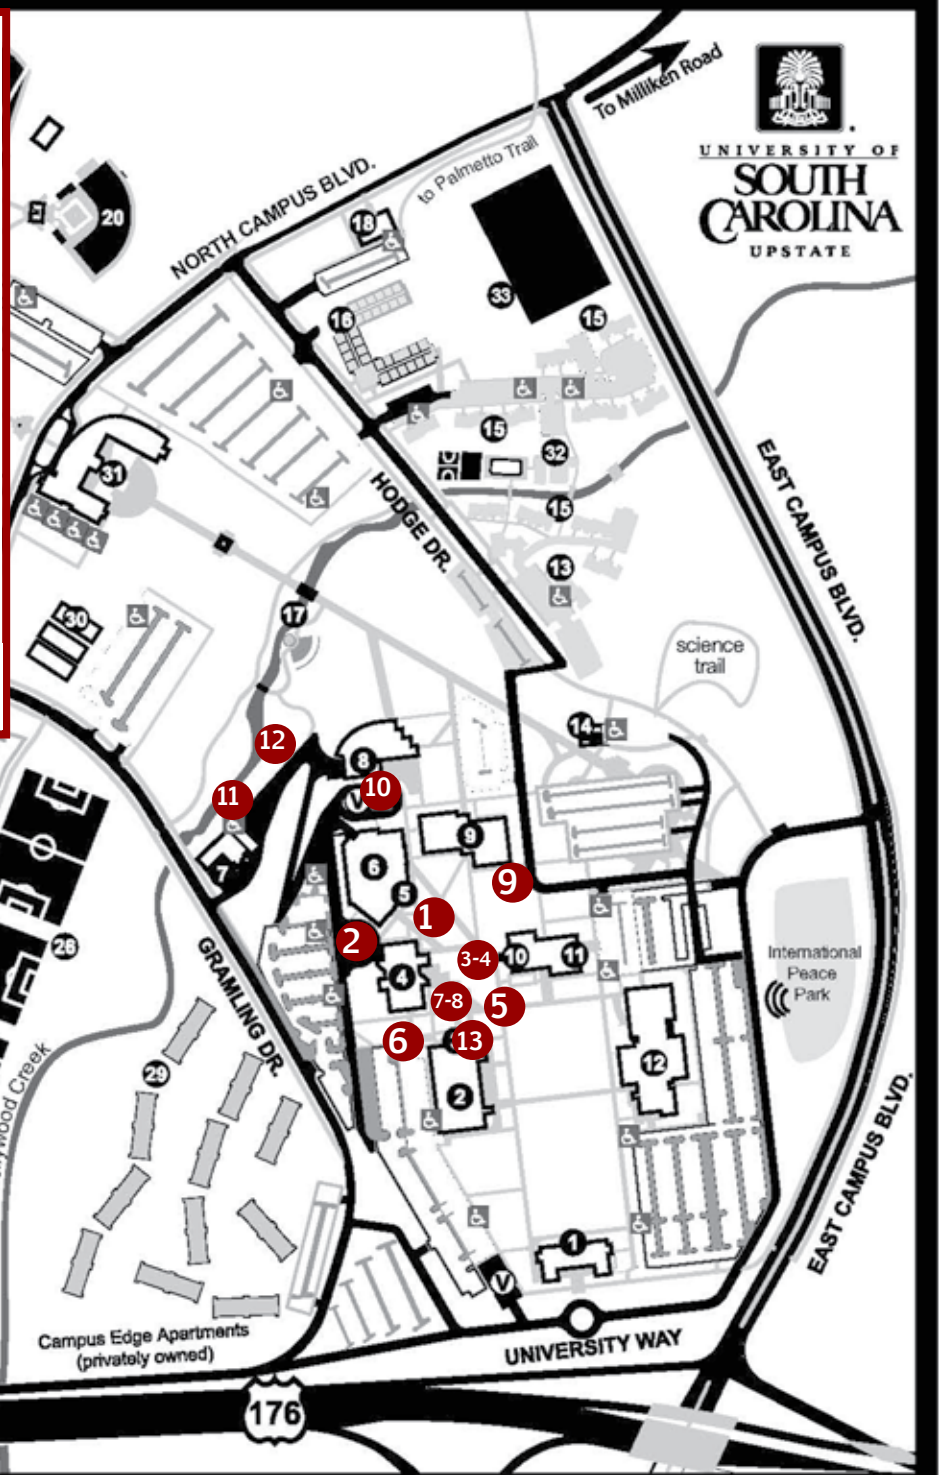 To Milliken Road
UNIVERSITY OF
SOUTH
CAROLINA
UPSTATE
to Palmetto Trail
NORTH CAMPUS BLVD.
20
18
33
16
15
15
32
15
31
HODGE DR.
EAST CAMPUS BLVD.
13
30
17
science
trail
14
12
8
V
10
11
9
6
7
5
9
1
2
3-4
10
11
4
28
GRAMLING DR.
International
Peace
Park
7-8
5
6
13
12
29
2
EAST CAMPUS BLVD.
1
V
Campus Edge Apartments
(privately owned)
UNIVERSITY WAY
176